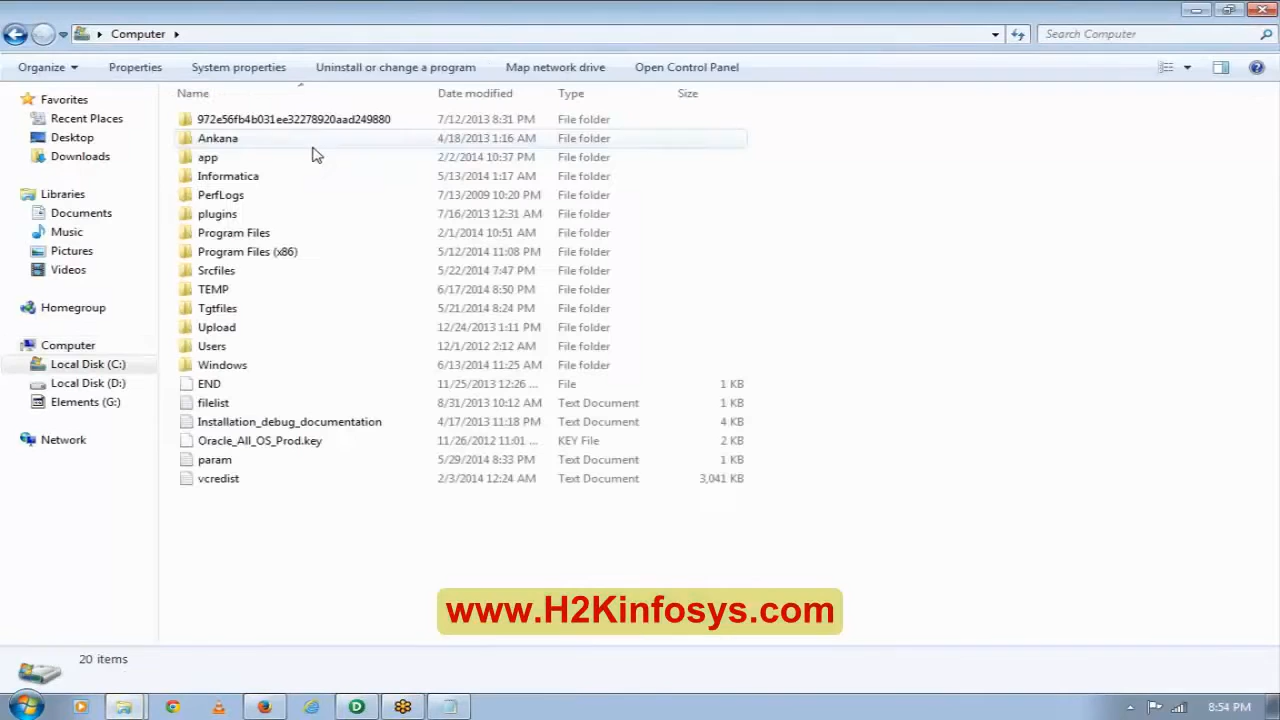 Computer
Search Computer
Organize Properties System properties Uninstall or change a program Map network drive Open Control Panel
Name Date modified Type Size
Favorites
Recent Places
Desktop
Downloads
Libraries
Documents
Music
Pictures
Videos
Homegroup
Computer
Local Disk (C:)
Local Disk (D:)
Elements (G:)
Network
972e56fb4b031ee32278920aad249880 7/12/2013 8:31 PM File folder
Ankana 4/18/2013 1:16 AM File folder
app 2/2/2014 10:37 PM File folder
Informatica 5/13/2014 1:17 AM File folder
PerfLogs 7/13/2009 10:20 PM File folder
plugins 7/16/2013 12:31 AM File folder
Program Files 2/1/2014 10:51 AM File folder
Program Files (x86) 5/12/2014 11:08 PM File folder
Srcfiles 5/22/2014 7:47 PM File folder
TEMP 6/17/2014 8:50 PM File folder
Tgtfiles 5/21/2014 8:24 PM File folder
Upload 12/24/2013 1:11 PM File folder
Users 12/1/2012 2:12 AM File folder
Windows 6/13/2014 11:25 AM File folder
END 11/25/2013 12:26 ... File 1 KB
filelist 8/31/2013 10:12 AM Text Document 1 KB
Installation_debug_documentation 4/17/2013 11:18 PM Text Document 4 KB
Oracle_All_OS_Prod.key 11/26/2012 11:01 ... KEY File 2 KB
param 5/29/2014 8:33 PM Text Document 1 KB
vcredist 2/3/2014 12:24 AM Text Document 3,041 KB
www.H2Kinfosys.com
20 items
8:54 PM